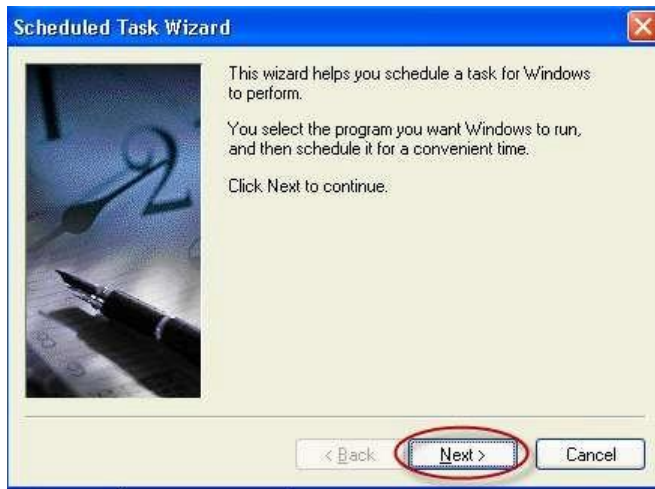 Scheduled Task Wizard
This wizard helps you schedule a task for Windows
to perform.
You select the program you want Windows to run,
and then schedule it for a convenient time.
Click Next to continue.
2
< Back
Next >
Cancel